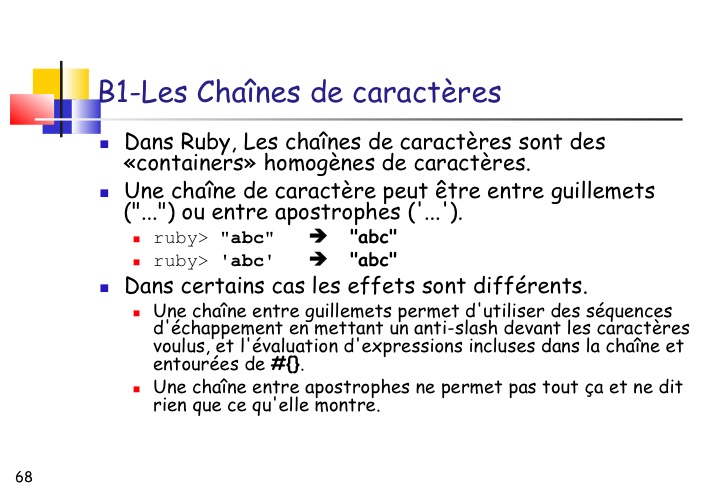 B1-Les Chaînes de caractères
Dans Ruby, Les chaînes de caractères sont des
«containers» homogènes de caractères.
Une chaîne de caractère peut être entre guillemets
("...") ou entre apostrophes ('...').
ruby> "abc" ➔ "abc"
ruby> 'abc' ➔ "abc"
Dans certains cas les effets sont différents.
Une chaîne entre guillemets permet d'utiliser des séquences
d'échappement en mettant un anti-slash devant les caractères
voulus, et l'évaluation d'expressions incluses dans la chaîne et
entourées de #{}.
Une chaîne entre apostrophes ne permet pas tout ça et ne dit
rien que ce qu'elle montre.
68